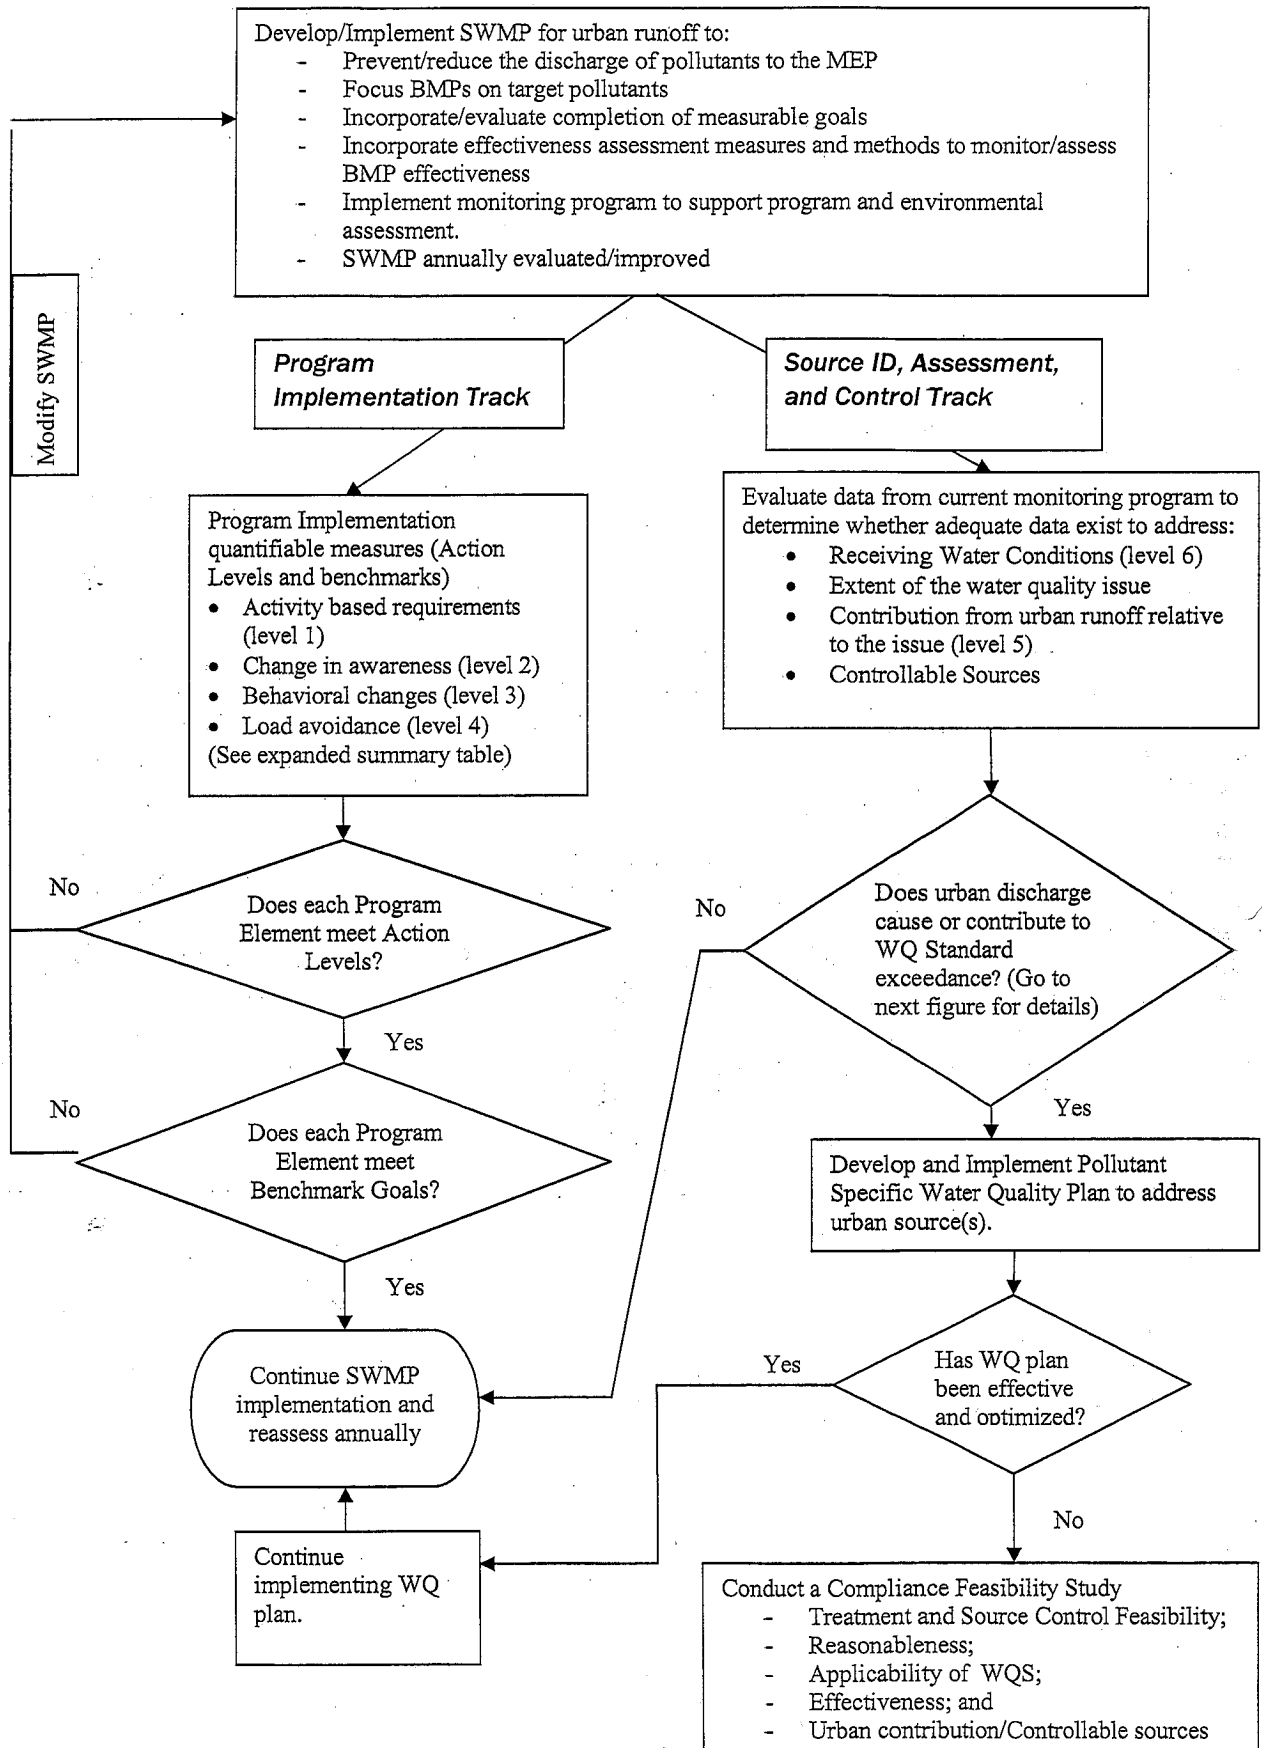 Develop/Implement SWMP for urban runoff to:
- Prevent/reduce the discharge of pollutants to the MEP
- Focus BMPs on target pollutants
- Incorporate/evaluate completion of measurable goals
- Incorporate effectiveness assessment measures and methods to monitor/assess
BMP effectiveness
- Implement monitoring program to support program and environmental
assessment.
- SWMP annually evaluated/improved
Modify SWMP
Program
Implementation Track
Source ID, Assessment,
and Control Track
Program Implementation
quantifiable measures (Action
Levels and benchmarks)
• Activity based requirements
(level 1)
• Change in awareness (level 2)
• Behavioral changes (level 3)
• Load avoidance (level 4)
(See expanded summary table)
Evaluate data from current monitoring program to
determine whether adequate data exist to address:
• Receiving Water Conditions (level 6)
• Extent of the water quality issue
• Contribution from urban runoff relative
to the issue (level 5)
• Controllable Sources
No
Does each Program
Element meet Action
Levels?
Yes
No
Does urban discharge
cause or contribute to
WQ Standard
exceedance? (Go to
next figure for details)
Yes
No
Does each Program
Element meet
Benchmark Goals?
Yes
Develop and Implement Pollutant
Specific Water Quality Plan to address
urban source(s).
Continue SWMP
implementation and
reassess annually
Yes
Has WQ plan
been effective
and optimized?
No
Continue
implementing WQ
plan.
Conduct a Compliance Feasibility Study
- Treatment and Source Control Feasibility;
- Reasonableness;
- Applicability of WQS;
- Effectiveness; and
- Urban contribution/Controllable sources